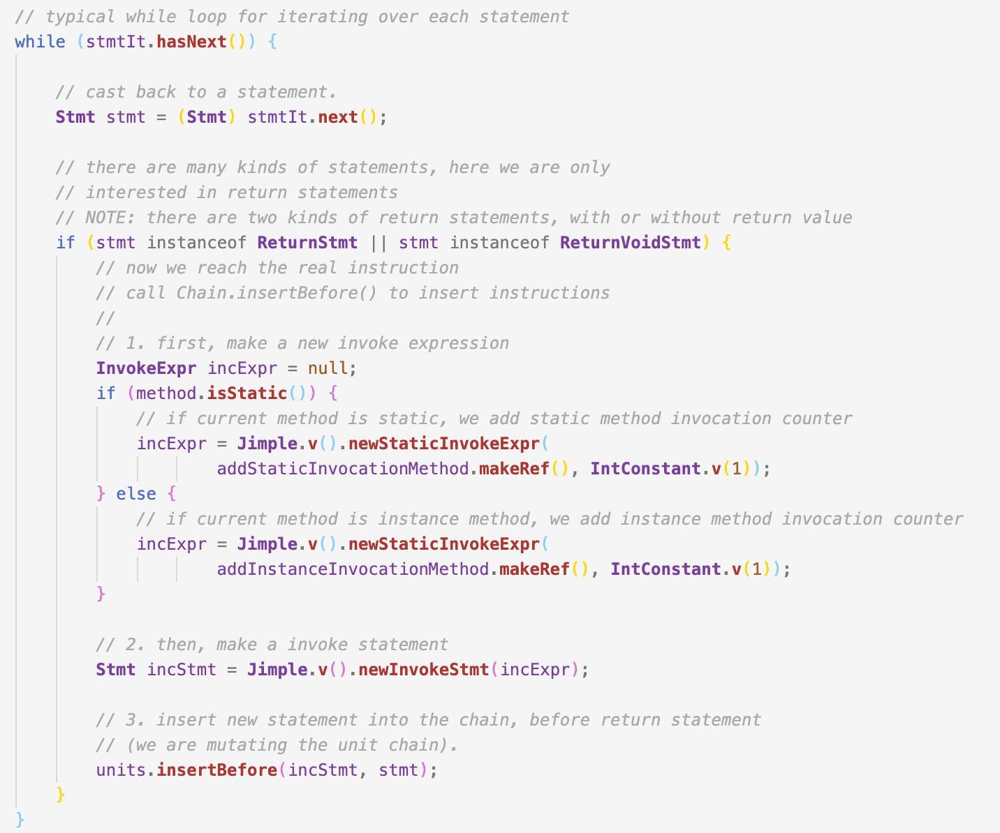 // typical while loop for iterating over each statement
while (stmtIt.hasNext()) {
// cast back to a statement.
Stmt stmt = (Stmt) stmtIt.next();
// there are many kinds of statements, here we are only
// interested in return statements
// NOTE: there are two kinds of return statements, with or without return value
if (stmt instanceof ReturnStmt || stmt instanceof ReturnVoidStmt) {
// now we reach the real instruction
// call Chain.insertBefore() to insert instructions
//
// 1. first, make a new invoke expression
InvokeExpr incExpr = null;
if (method.isStatic()) {
// if current method is static, we add static method invocation counter
incExpr = Jimple.v().newStaticInvokeExpr(
addStaticInvocationMethod.makeRef(), IntConstant.v(1));
} else {
// if current method is instance method, we add instance method invocation counter
incExpr = Jimple.v().newStaticInvokeExpr(
addInstanceInvocationMethod.makeRef(), IntConstant.v(1));
}
// 2. then, make a invoke statement
Stmt incStmt = Jimple.v().newInvokeStmt(incExpr);
// 3. insert new statement into the chain, before return statement
// (we are mutating the unit chain).
units.insertBefore(incStmt, stmt);
}
}